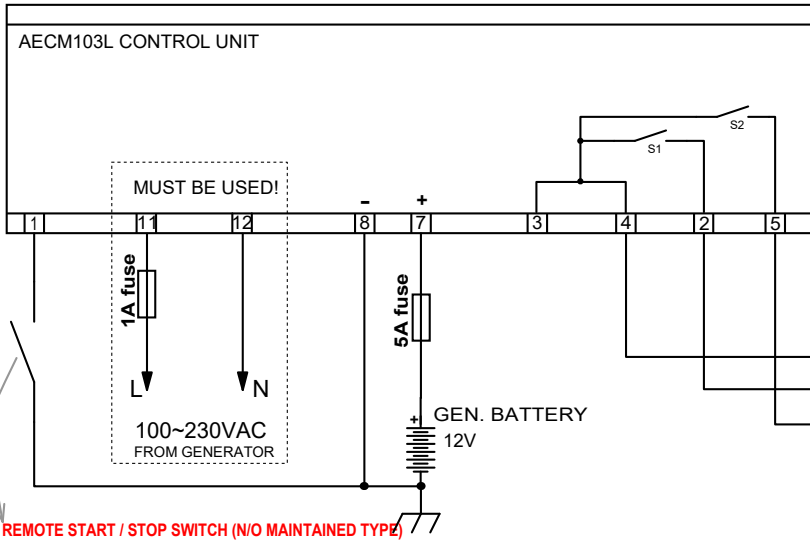 AECM103L CONTROL UNIT
S2
S1
MUST BE USED!
- +
1 11 12 8 7 3 4 2 5
1A fuse
5A fuse
L N
+
GEN. BATTERY
12V
100~230VAC
FROM GENERATOR
REMOTE START / STOP SWITCH (N/O MAINTAINED TYPE)